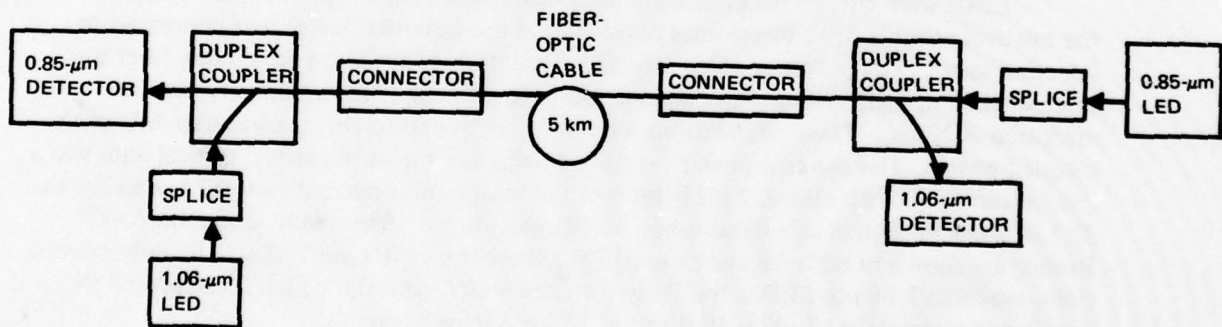 0.85-μm
DETECTOR
DUPLEX
COUPLER
CONNECTOR
FIBER-
OPTIC
CABLE
5 km
CONNECTOR
DUPLEX
COUPLER
SPLICE
0.85-μm
LED
SPLICE
1.06-μm
LED
1.06-μm
DETECTOR